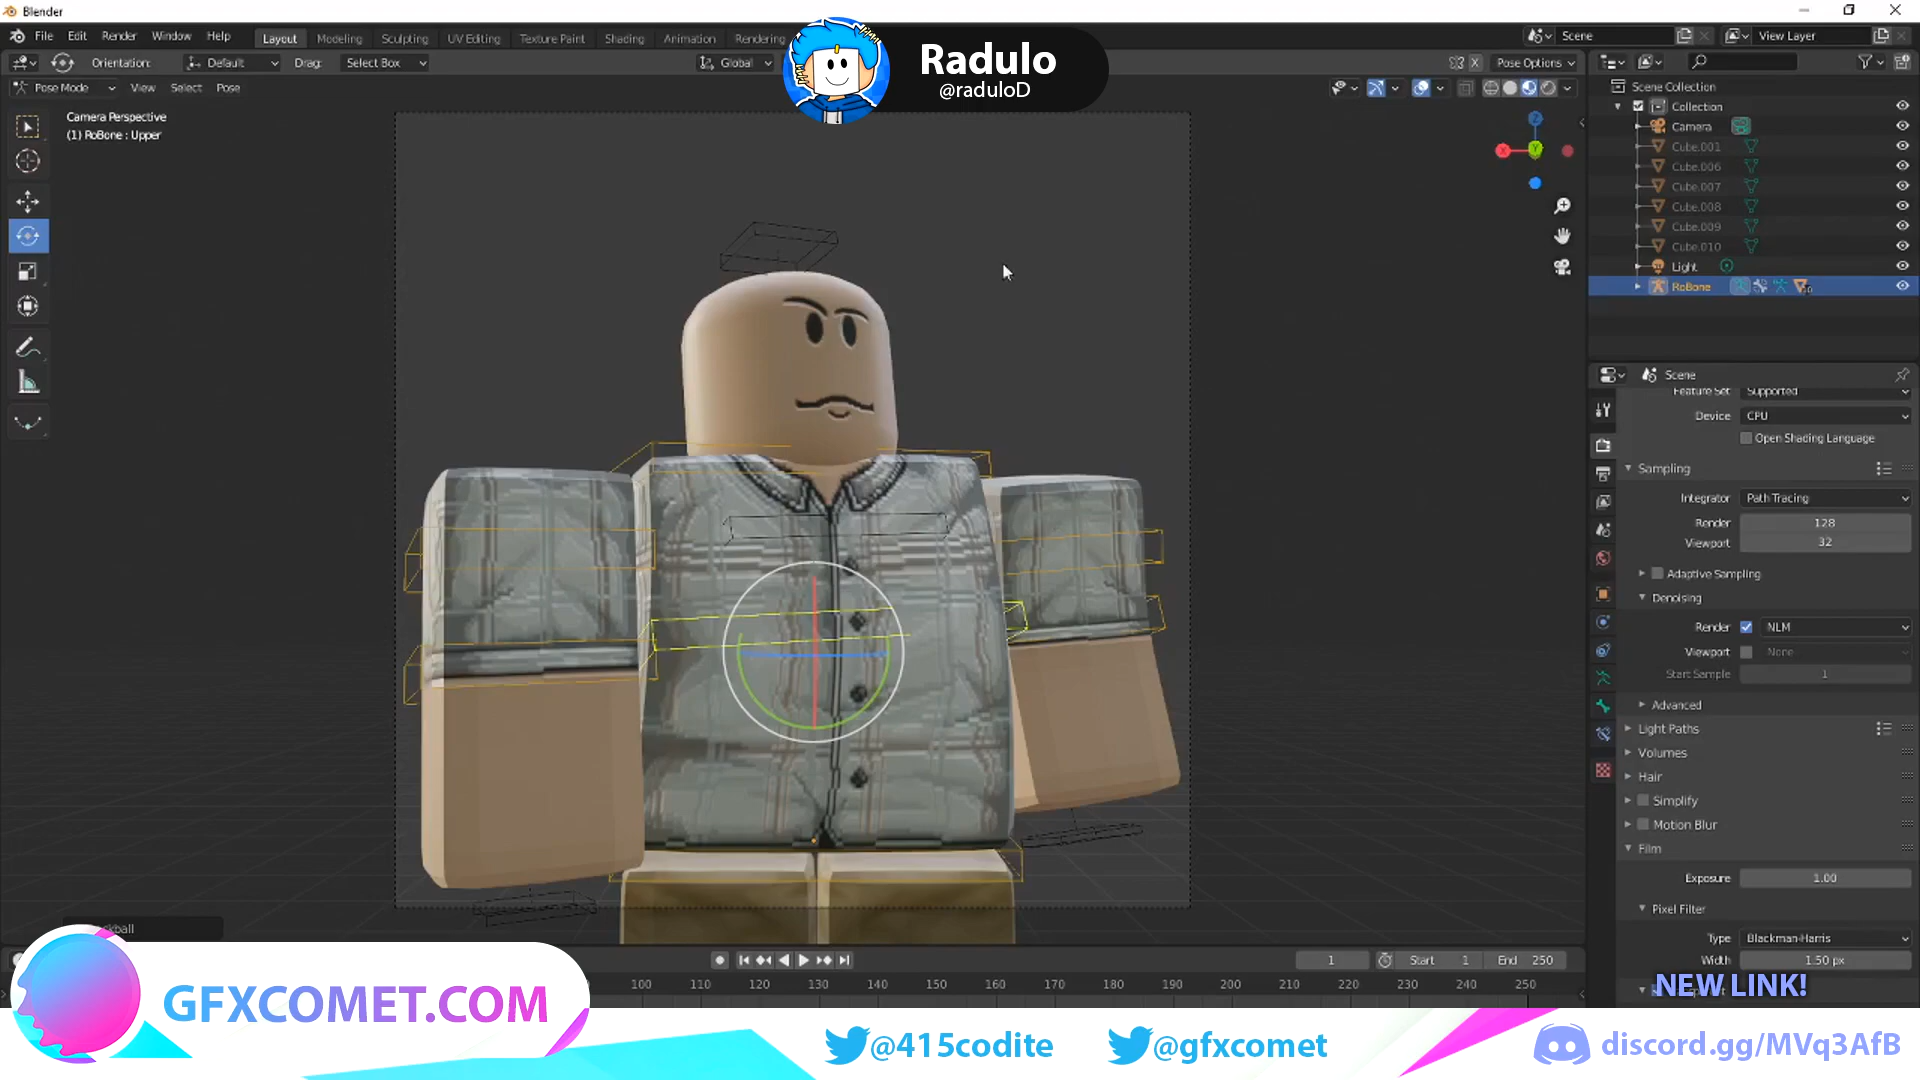 Blender
File Edit Render Window Help
Layout Modeling Sculpting UV Editing Texture Paint Shading Animation Rendering
Scene
View Layer
Orientation: Default Drag: Select Box
Global
Pose Options
Pose Mode View Select Pose
Radulo
@raduloD
Camera Perspective
(1) RoBone : Upper
Z
X
Y
Scene Collection
Collection
Camera
Cube.001
Cube.006
Cube.007
Cube.008
Cube.009
Cube.010
Light
RoBone
Scene
Feature Set Supported
Device CPU
Open Shading Language
Sampling
Integrator Path Tracing
Render 128
Viewport 32
Adaptive Sampling
Denoising
Render NLM
Viewport None
Start Sample 1
Advanced
Light Paths
Volumes
Hair
Simplify
Motion Blur
Film
Exposure 1.00
Pixel Filter
Type Blackman-Harris
Width 1.50 px
1 Start 1 End 250
100 110 120 130 140 150 160 170 180 190 200 210 220 230 240 250
NEW LINK!
GFXCOMET.COM
@415codite
@gfxcomet
discord.gg/MVq3AfB